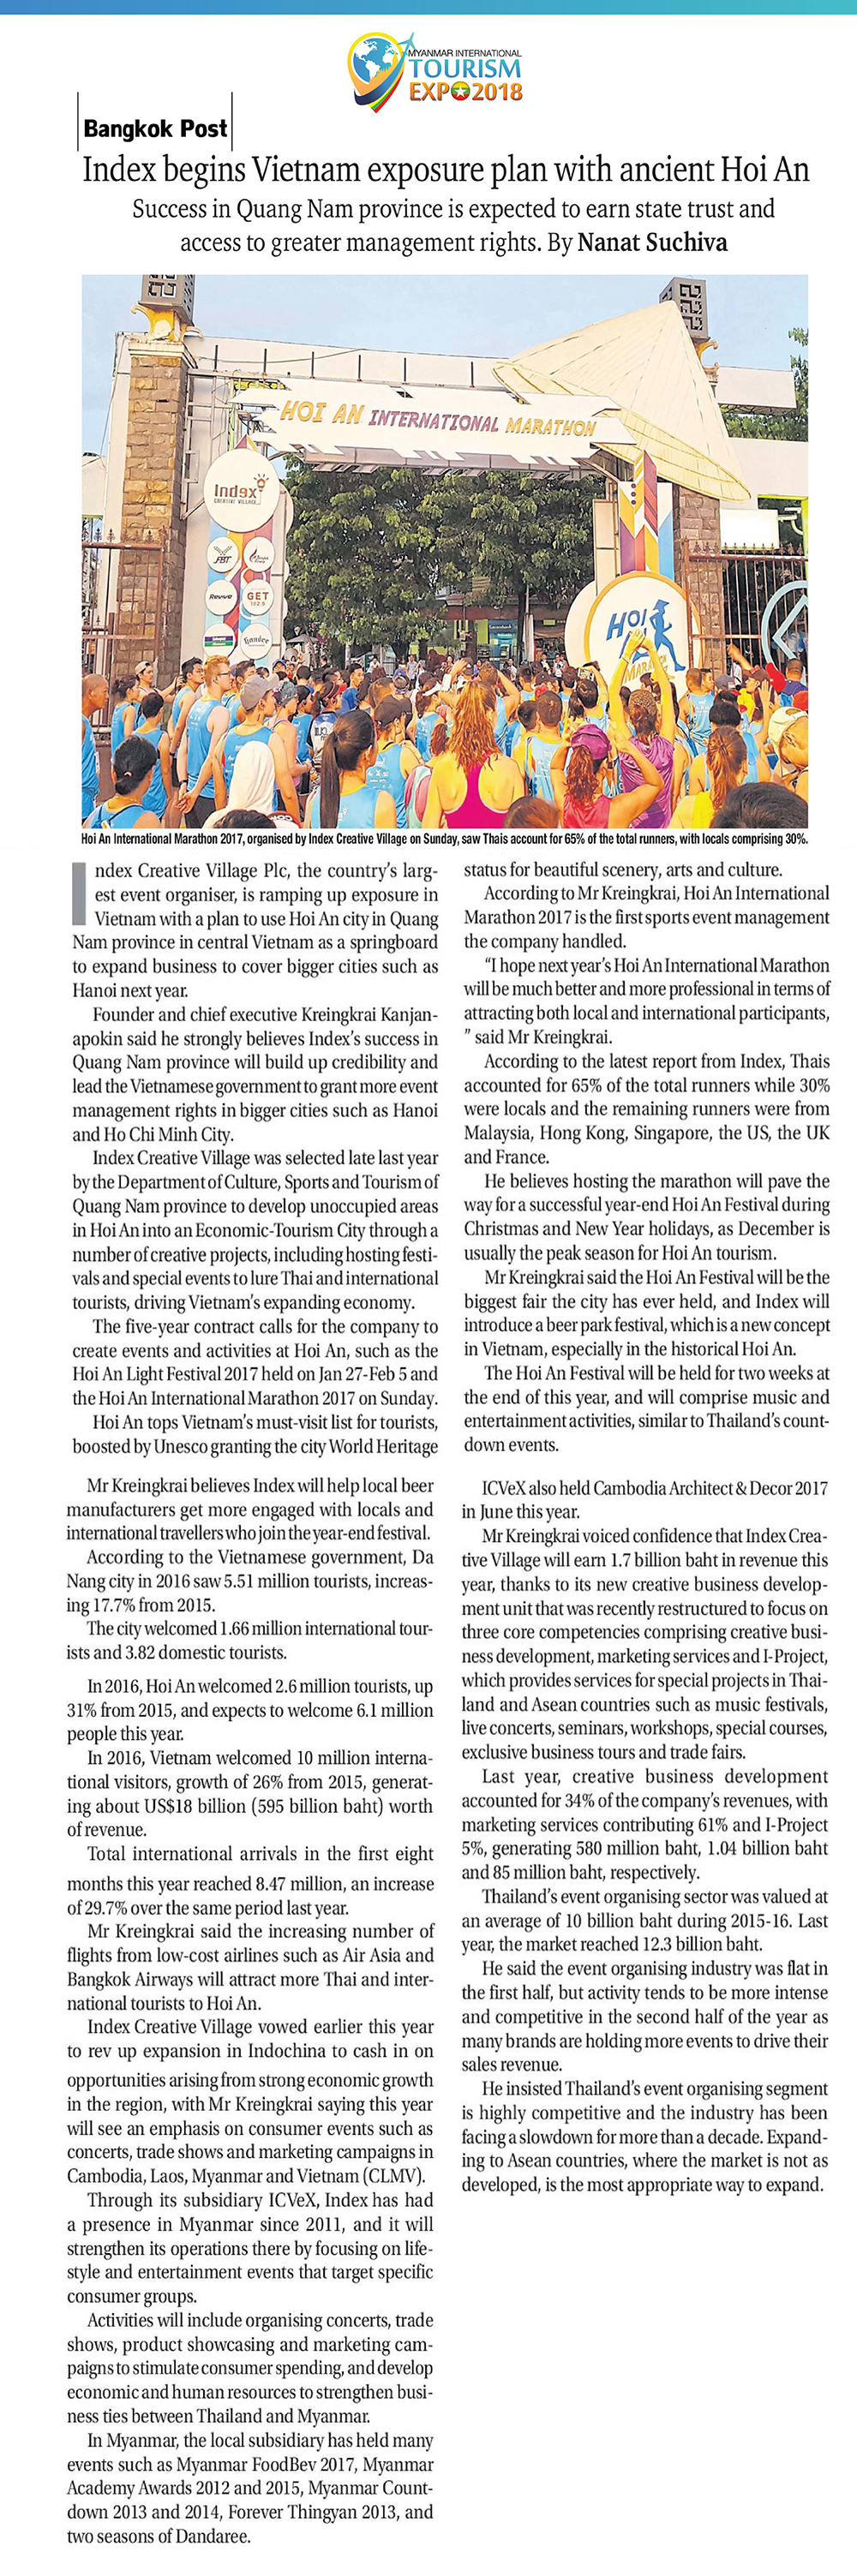 MYANMAR INTERNATIONAL
TOURISM
EXPO2018
Bangkok Post
Index begins Vietnam exposure plan with ancient Hoi An
Success in Quang Nam province is expected to earn state trust and
access to greater management rights. By Nanat Suchiva
HOI AN INTERNATIONAL MARATHON
Index
CREATIVE VILLAGE
FBT
Revive
GET
102.5
HOI
AN
MARATHON
Hoi An International Marathon 2017, organised by Index Creative Village on Sunday, saw Thais account for 65% of the total runners, with locals comprising 30%.
Index Creative Village Plc, the country's larg-
est event organiser, is ramping up exposure in
Vietnam with a plan to use Hoi An city in Quang
Nam province in central Vietnam as a springboard
to expand business to cover bigger cities such as
Hanoi next year.
Founder and chief executive Kreingkrai Kanjan-
apokin said he strongly believes Index's success in
Quang Nam province will build up credibility and
lead the Vietnamese government to grant more event
management rights in bigger cities such as Hanoi
and Ho Chi Minh City.
Index Creative Village was selected late last year
by the Department of Culture, Sports and Tourism of
Quang Nam province to develop unoccupied areas
in Hoi An into an Economic-Tourism City through a
number of creative projects, including hosting festi-
vals and special events to lure Thai and international
tourists, driving Vietnam's expanding economy.
The five-year contract calls for the company to
create events and activities at Hoi An, such as the
Hoi An Light Festival 2017 held on Jan 27-Feb 5 and
the Hoi An International Marathon 2017 on Sunday.
Hoi An tops Vietnam's must-visit list for tourists,
boosted by Unesco granting the city World Heritage
status for beautiful scenery, arts and culture.
According to Mr Kreingkrai, Hoi An International
Marathon 2017 is the first sports event management
the company handled.
"I hope next year's Hoi An International Marathon
will be much better and more professional in terms of
attracting both local and international participants,
" said Mr Kreingkrai.
According to the latest report from Index, Thais
accounted for 65% of the total runners while 30%
were locals and the remaining runners were from
Malaysia, Hong Kong, Singapore, the US, the UK
and France.
He believes hosting the marathon will pave the
way for a successful year-end Hoi An Festival during
Christmas and New Year holidays, as December is
usually the peak season for Hoi An tourism.
Mr Kreingkrai said the Hoi An Festival will be the
biggest fair the city has ever held, and Index will
introduce a beer park festival, which is a new concept
in Vietnam, especially in the historical Hoi An.
The Hoi An Festival will be held for two weeks at
the end of this year, and will comprise music and
entertainment activities, similar to Thailand's count-
down events.
Mr Kreingkrai believes Index will help local beer
manufacturers get more engaged with locals and
international travellers who join the year-end festival.
According to the Vietnamese government, Da
Nang city in 2016 saw 5.51 million tourists, increas-
ing 17.7% from 2015.
The city welcomed 1.66 million international tour-
ists and 3.82 domestic tourists.
In 2016, Hoi An welcomed 2.6 million tourists, up
31% from 2015, and expects to welcome 6.1 million
people this year.
In 2016, Vietnam welcomed 10 million interna-
tional visitors, growth of 26% from 2015, generat-
ing about US$18 billion (595 billion baht) worth
of revenue.
Total international arrivals in the first eight
months this year reached 8.47 million, an increase
of 29.7% over the same period last year.
Mr Kreingkrai said the increasing number of
flights from low-cost airlines such as Air Asia and
Bangkok Airways will attract more Thai and inter-
national tourists to Hoi An.
Index Creative Village vowed earlier this year
to rev up expansion in Indochina to cash in on
opportunities arising from strong economic growth
in the region, with Mr Kreingkrai saying this year
will see an emphasis on consumer events such as
concerts, trade shows and marketing campaigns in
Cambodia, Laos, Myanmar and Vietnam (CLMV).
Through its subsidiary ICVeX, Index has had
a presence in Myanmar since 2011, and it will
strengthen its operations there by focusing on life-
style and entertainment events that target specific
consumer groups.
Activities will include organising concerts, trade
shows, product showcasing and marketing cam-
paigns to stimulate consumer spending, and develop
economic and human resources to strengthen busi-
ness ties between Thailand and Myanmar.
In Myanmar, the local subsidiary has held many
events such as Myanmar FoodBev 2017, Myanmar
Academy Awards 2012 and 2015, Myanmar Count-
down 2013 and 2014, Forever Thingyan 2013, and
two seasons of Dandaree.
ICVeX also held Cambodia Architect & Decor 2017
in June this year.
Mr Kreingkrai voiced confidence that Index Crea-
tive Village will earn 1.7 billion baht in revenue this
year, thanks to its new creative business develop-
ment unit that was recently restructured to focus on
three core competencies comprising creative busi-
ness development, marketing services and I-Project,
which provides services for special projects in Thai-
land and Asean countries such as music festivals,
live concerts, seminars, workshops, special courses,
exclusive business tours and trade fairs.
Last year, creative business development
accounted for 34% of the company's revenues, with
marketing services contributing 61% and I-Project
5%, generating 580 million baht, 1.04 billion baht
and 85 million baht, respectively.
Thailand's event organising sector was valued at
an average of 10 billion baht during 2015-16. Last
year, the market reached 12.3 billion baht.
He said the event organising industry was flat in
the first half, but activity tends to be more intense
and competitive in the second half of the year as
many brands are holding more events to drive their
sales revenue.
He insisted Thailand's event organising segment
is highly competitive and the industry has been
facing a slowdown for more than a decade. Expand-
ing to Asean countries, where the market is not as
developed, is the most appropriate way to expand.